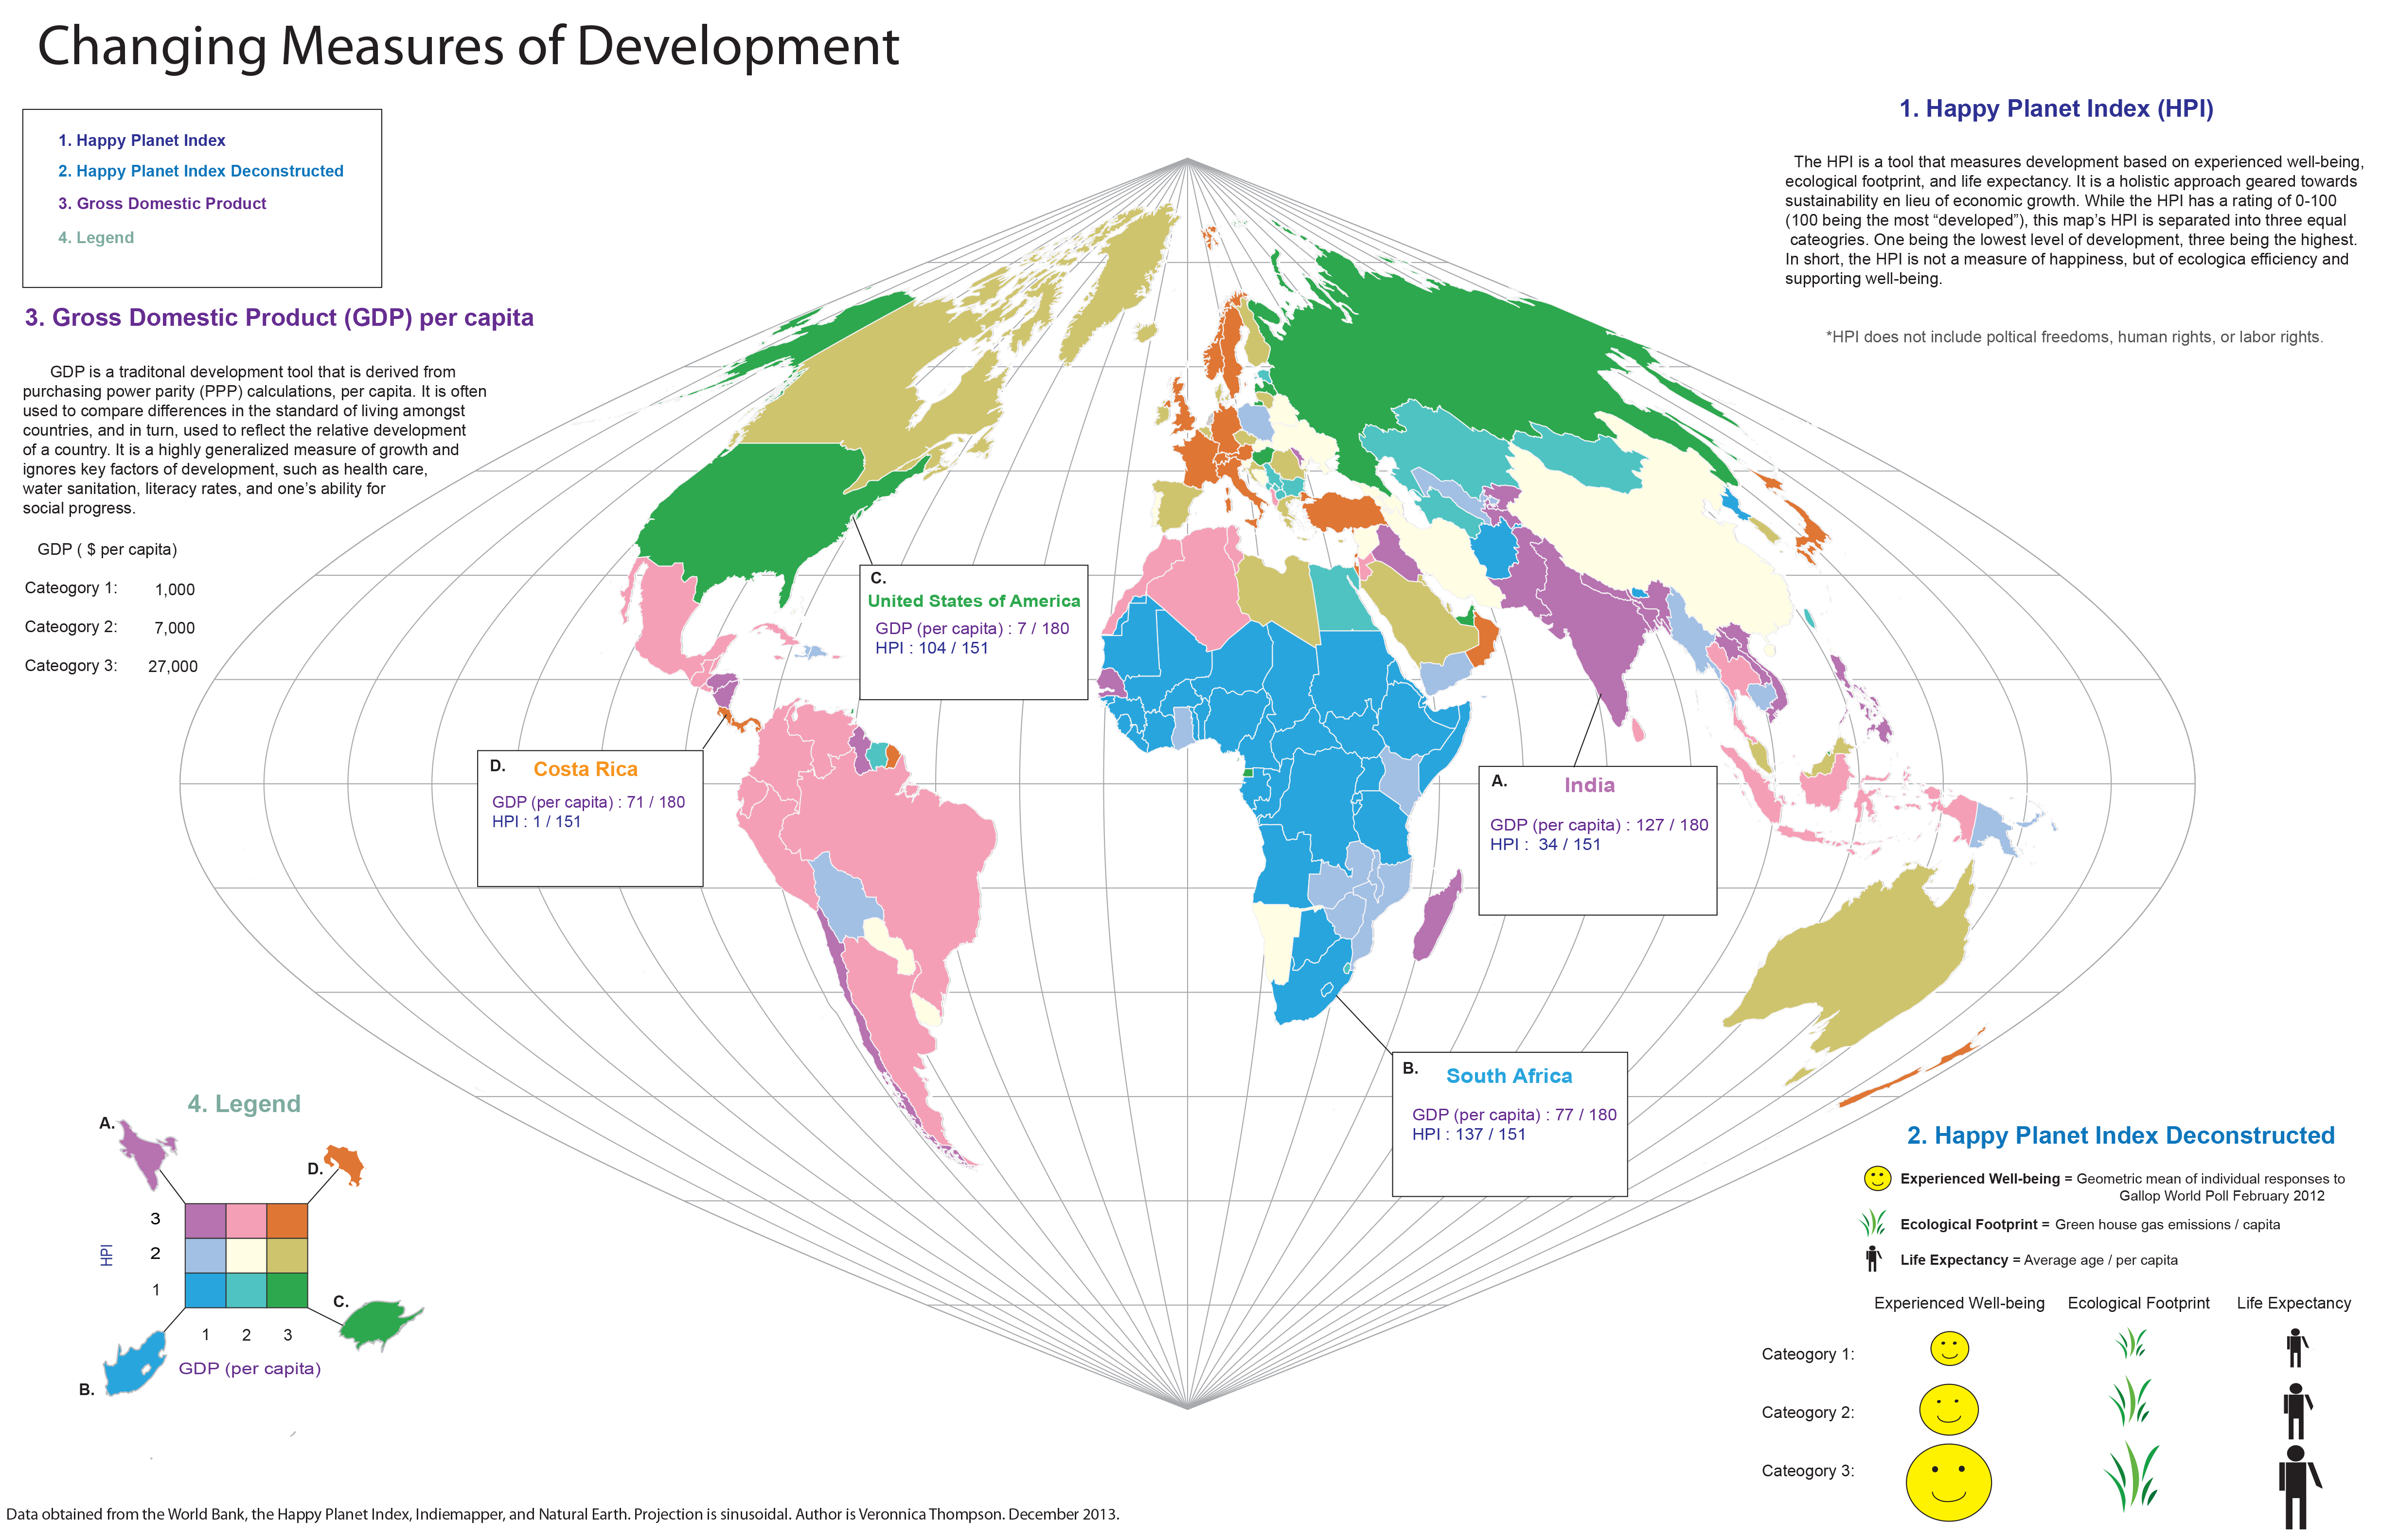 Changing Measures of Development
1. Happy Planet Index
2. Happy Planet Index Deconstructed
3. Gross Domestic Product
4. Legend
3. Gross Domestic Product (GDP) per capita
GDP is a traditonal development tool that is derived from
purchasing power parity (PPP) calculations, per capita. It is often
used to compare differences in the standard of living amongst
countries, and in turn, used to reflect the relative development
of a country. It is a highly generalized measure of growth and
ignores key factors of development, such as health care,
water sanitation, literacy rates, and one's ability for
social progress.
GDP ( $ per capita)
Cateogory 1: 1,000
Cateogory 2: 7,000
Cateogory 3: 27,000
1. Happy Planet Index (HPI)
The HPI is a tool that measures development based on experienced well-being,
ecological footprint, and life expectancy. It is a holistic approach geared towards
sustainability en lieu of economic growth. While the HPI has a rating of 0-100
(100 being the most “developed”), this map's HPI is separated into three equal
cateogries. One being the lowest level of development, three being the highest.
In short, the HPI is not a measure of happiness, but of ecologica efficiency and
supporting well-being.
*HPI does not include poltical freedoms, human rights, or labor rights.
C.
United States of America
GDP (per capita) : 7 / 180
HPI : 104 / 151
D. Costa Rica
GDP (per capita) : 71 / 180
HPI : 1 / 151
A. India
GDP (per capita) : 127 / 180
HPI : 34 / 151
B. South Africa
GDP (per capita) : 77 / 180
HPI : 137 / 151
4. Legend
A.
D.
3
HPI 2
1
C.
1 2 3
GDP (per capita)
B.
2. Happy Planet Index Deconstructed
Experienced Well-being = Geometric mean of individual responses to
Gallop World Poll February 2012
Ecological Footprint = Green house gas emissions / capita
Life Expectancy = Average age / per capita
Experienced Well-being Ecological Footprint Life Expectancy
Cateogory 1:
Cateogory 2:
Cateogory 3:
Data obtained from the World Bank, the Happy Planet Index, Indiemapper, and Natural Earth. Projection is sinusoidal. Author is Veronnica Thompson. December 2013.